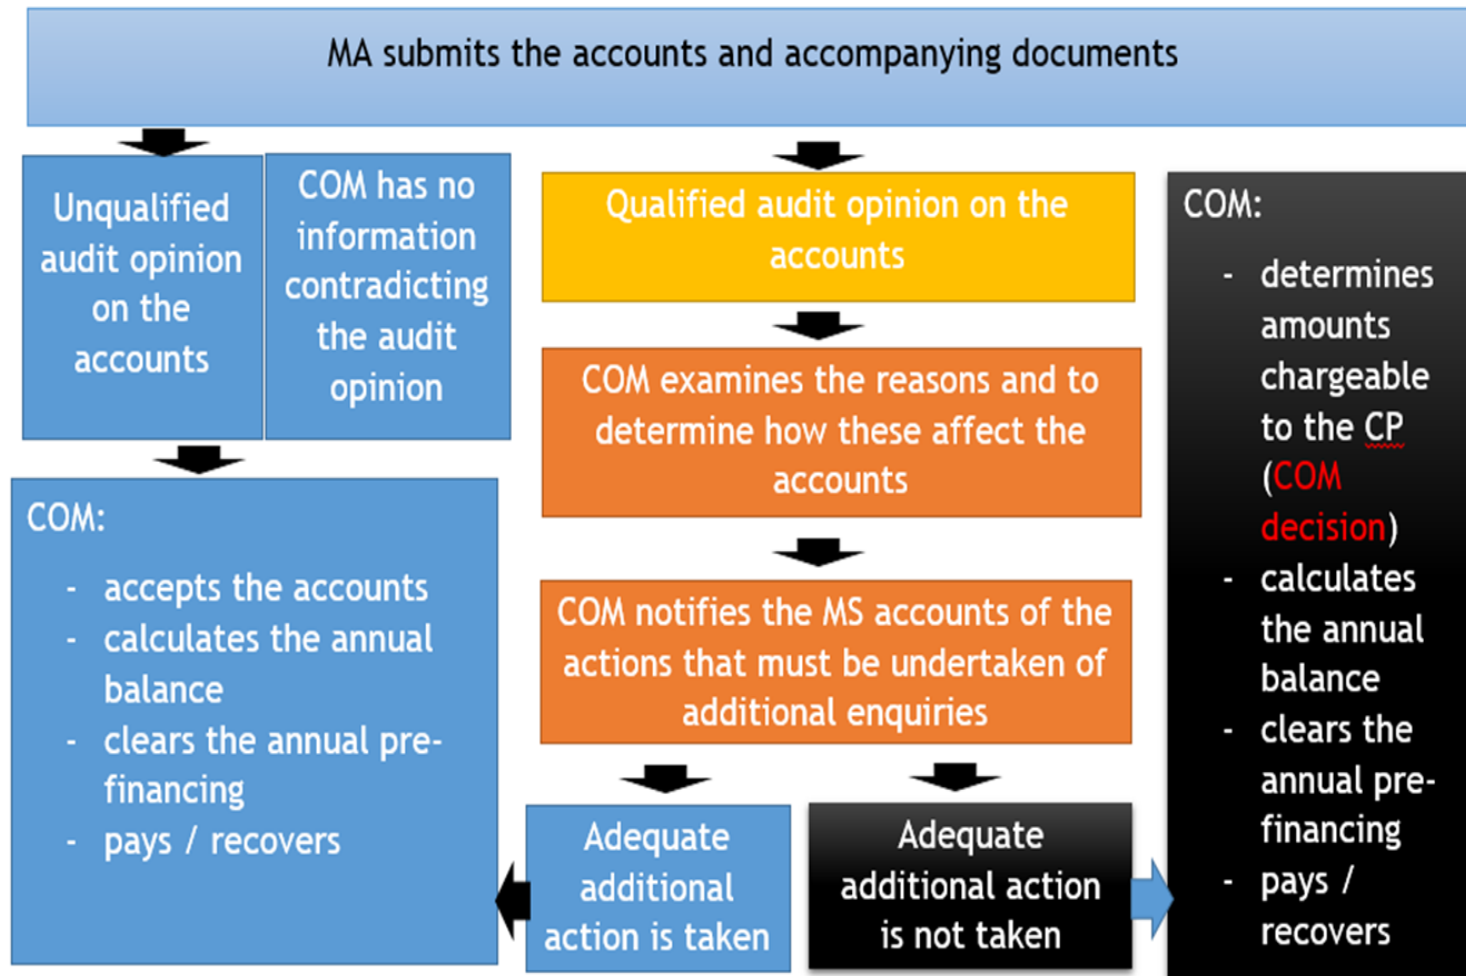 MA submits the accounts and accompanying documents
Unqualified
audit opinion
on the
accounts
COM has no
information
contradicting
the audit
opinion
COM:
- accepts the accounts
- calculates the annual
balance
- clears the annual pre-
financing
- pays / recovers
Qualified audit opinion on the
accounts
COM examines the reasons and to
determine how these affect the
accounts
COM notifies the MS accounts of the
actions that must be undertaken of
additional enquiries
Adequate
additional
action is taken
Adequate
additional action
is not taken
COM:
- determines
amounts
chargeable
to the CP
(COM
decision)
- calculates
the annual
balance
- clears the
annual pre-
financing
- pays /
recovers